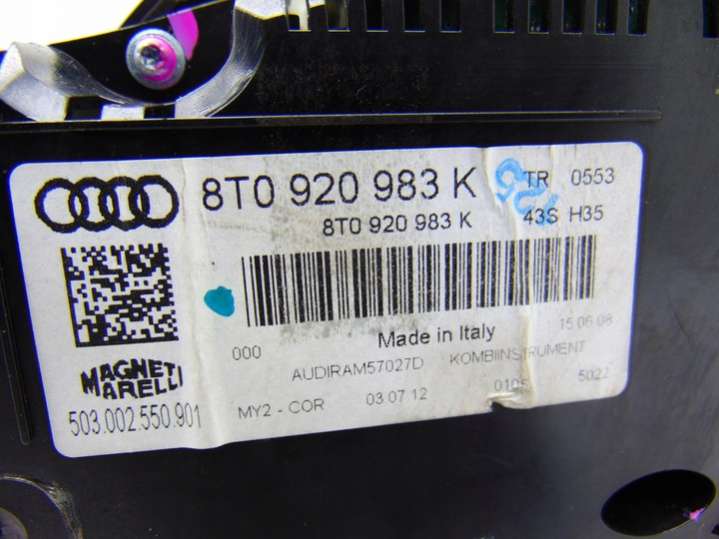 8T0 920 983 K TR 0553
8T0 920 983 K 43S H35
000 Made in Italy 15.06.08
AUDIRAM57027D KOMBIINSTRUMENT
MAGNETI
MARELLI
503.002.550.901
MY2 - COR 03.07.12 0105 5022